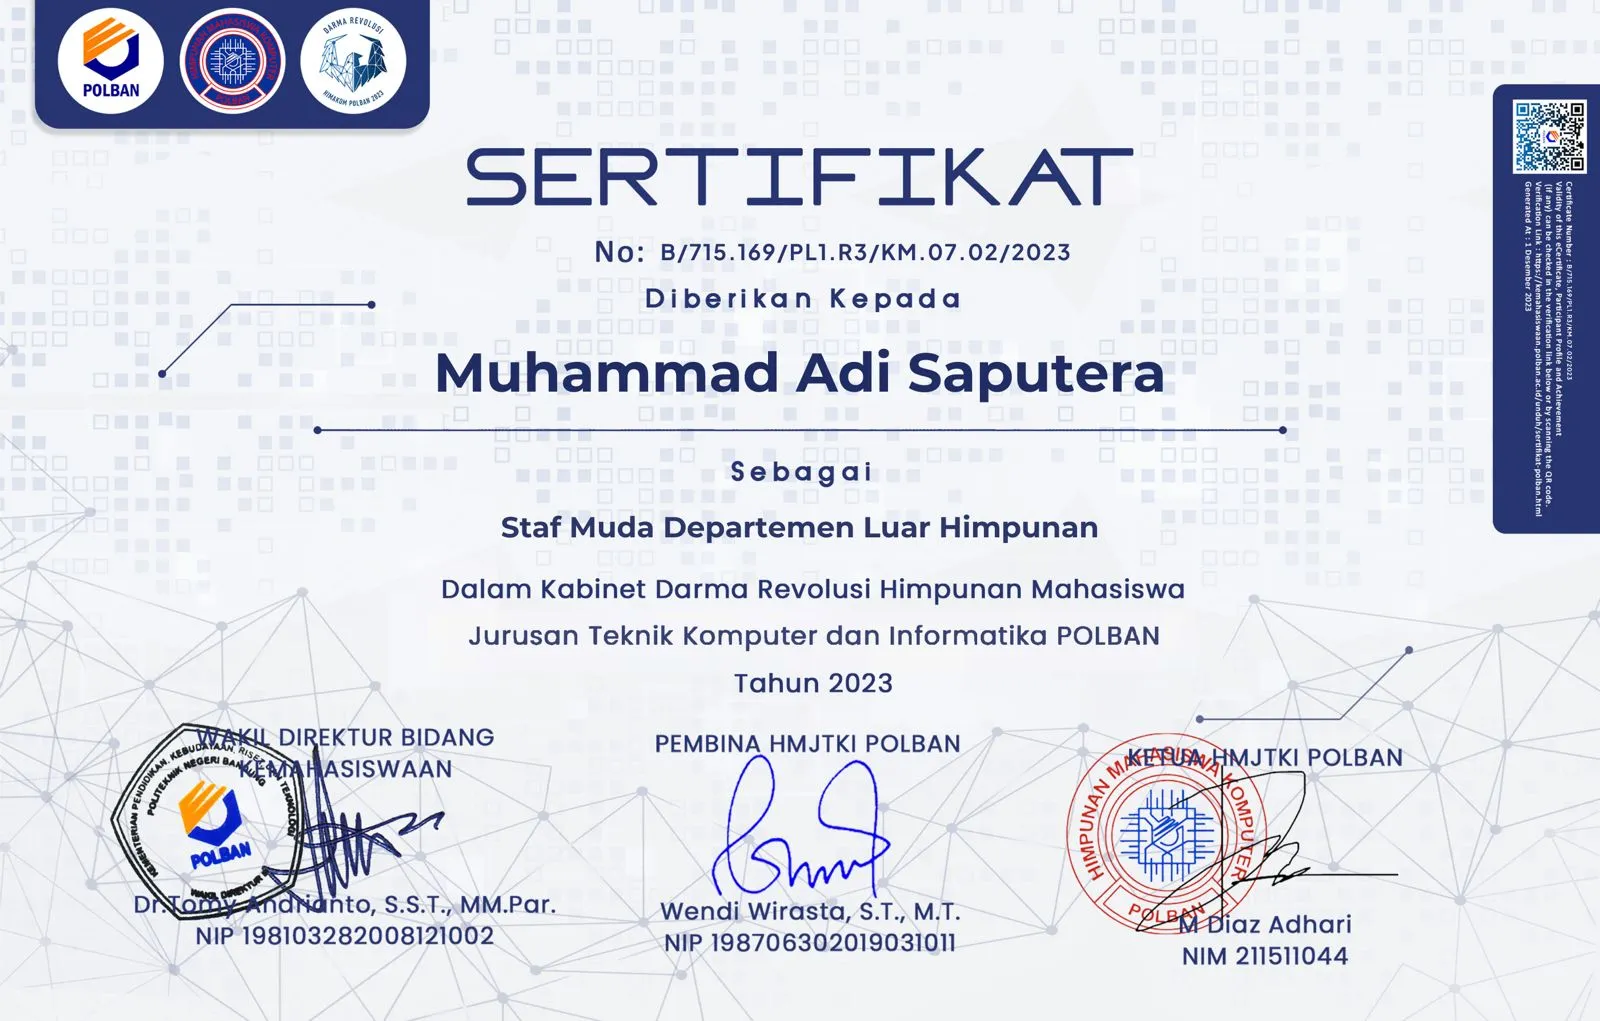 POLBAN
HIMPUNAN MAHASISWA KOMPUTER
POLBAN
DARMA REVOLUSI
HIMAKOM POLBAN 2023
SERTIFIKAT
No: B/715.169/PL1.R3/KM.07.02/2023
Diberikan Kepada
Muhammad Adi Saputera
Sebagai
Staf Muda Departemen Luar Himpunan
Dalam Kabinet Darma Revolusi Himpunan Mahasiswa
Jurusan Teknik Komputer dan Informatika POLBAN
Tahun 2023
WAKIL DIREKTUR BIDANG
KEMAHASISWAAN
KEMENTERIAN PENDIDIKAN, KEBUDAYAAN, RISET, DAN TEKNOLOGI
POLITEKNIK NEGERI BANDUNG
POLBAN
WAKIL DIREKTUR
Dr.Tomy Andrianto, S.S.T., MM.Par.
NIP 198103282008121002
PEMBINA HMJTKI POLBAN
Wendi Wirasta, S.T., M.T.
NIP 198706302019031011
KETUA HMJTKI POLBAN
HIMPUNAN MAHASISWA KOMPUTER
POLBAN
M Diaz Adhari
NIM 211511044
Certificate Number : B/715.169/PL1.R3/KM.07.02/2023
Validity of this eCertificate, Participant Profile and Achievement
(if any) can be checked in the verification link below or by scanning the QR code.
Verification Link : https://kemahasiswaan.polban.ac.id/unduh/sertifikat-polban.html
Generated At : 1 Desember 2023